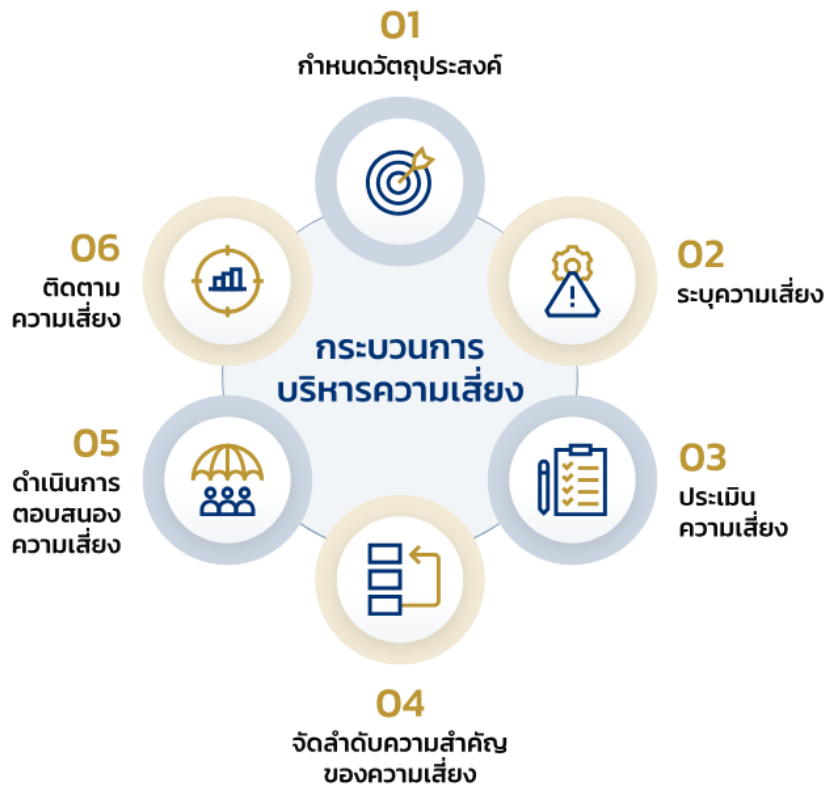 01
กำหนดวัตถุประสงค์
02
ระบุความเสี่ยง
03
ประเมิน
ความเสี่ยง
04
จัดลำดับความสำคัญ
ของความเสี่ยง
05
ดำเนินการ
ตอบสนอง
ความเสี่ยง
06
ติดตาม
ความเสี่ยง
กระบวนการ
บริหารความเสี่ยง